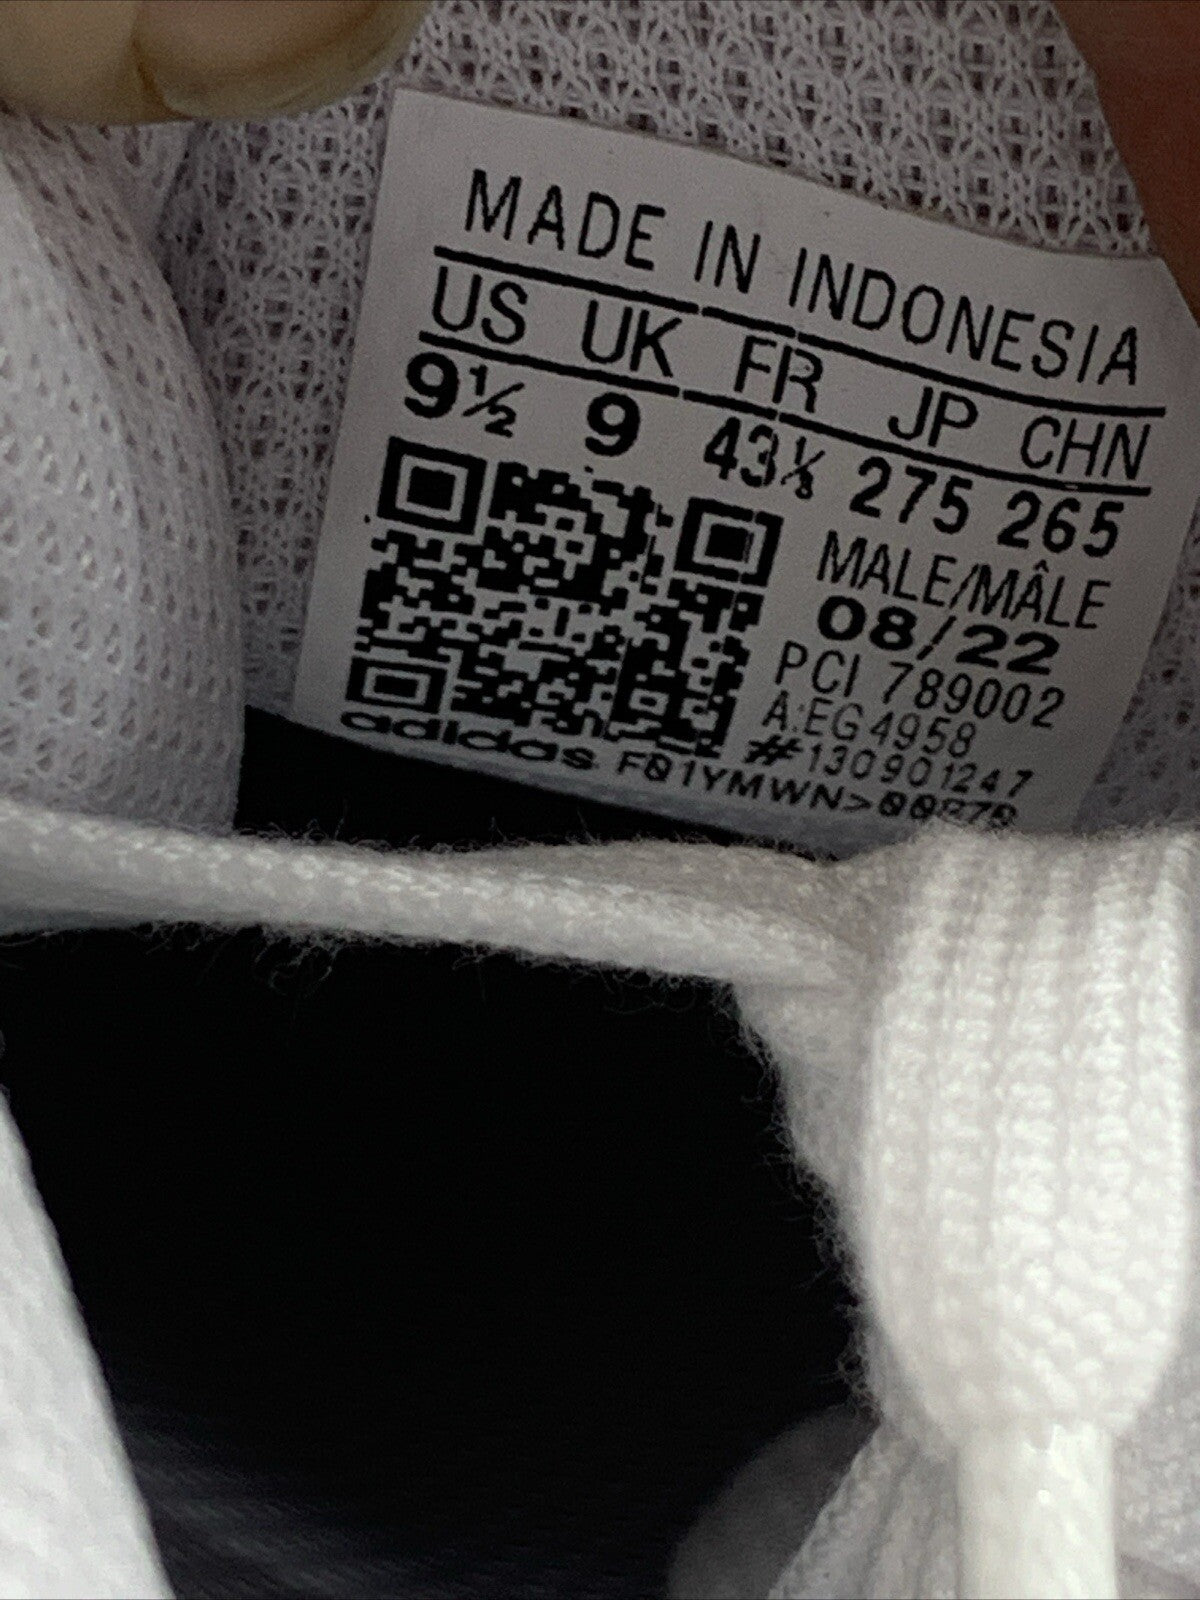 MADE IN INDONESIA
US UK FR JP CHN
9½ 9 43⅓ 275 265
MALE/MÂLE
08/22
PCI 789002
A:EG4958
#130901247
adidas F01YMWN>